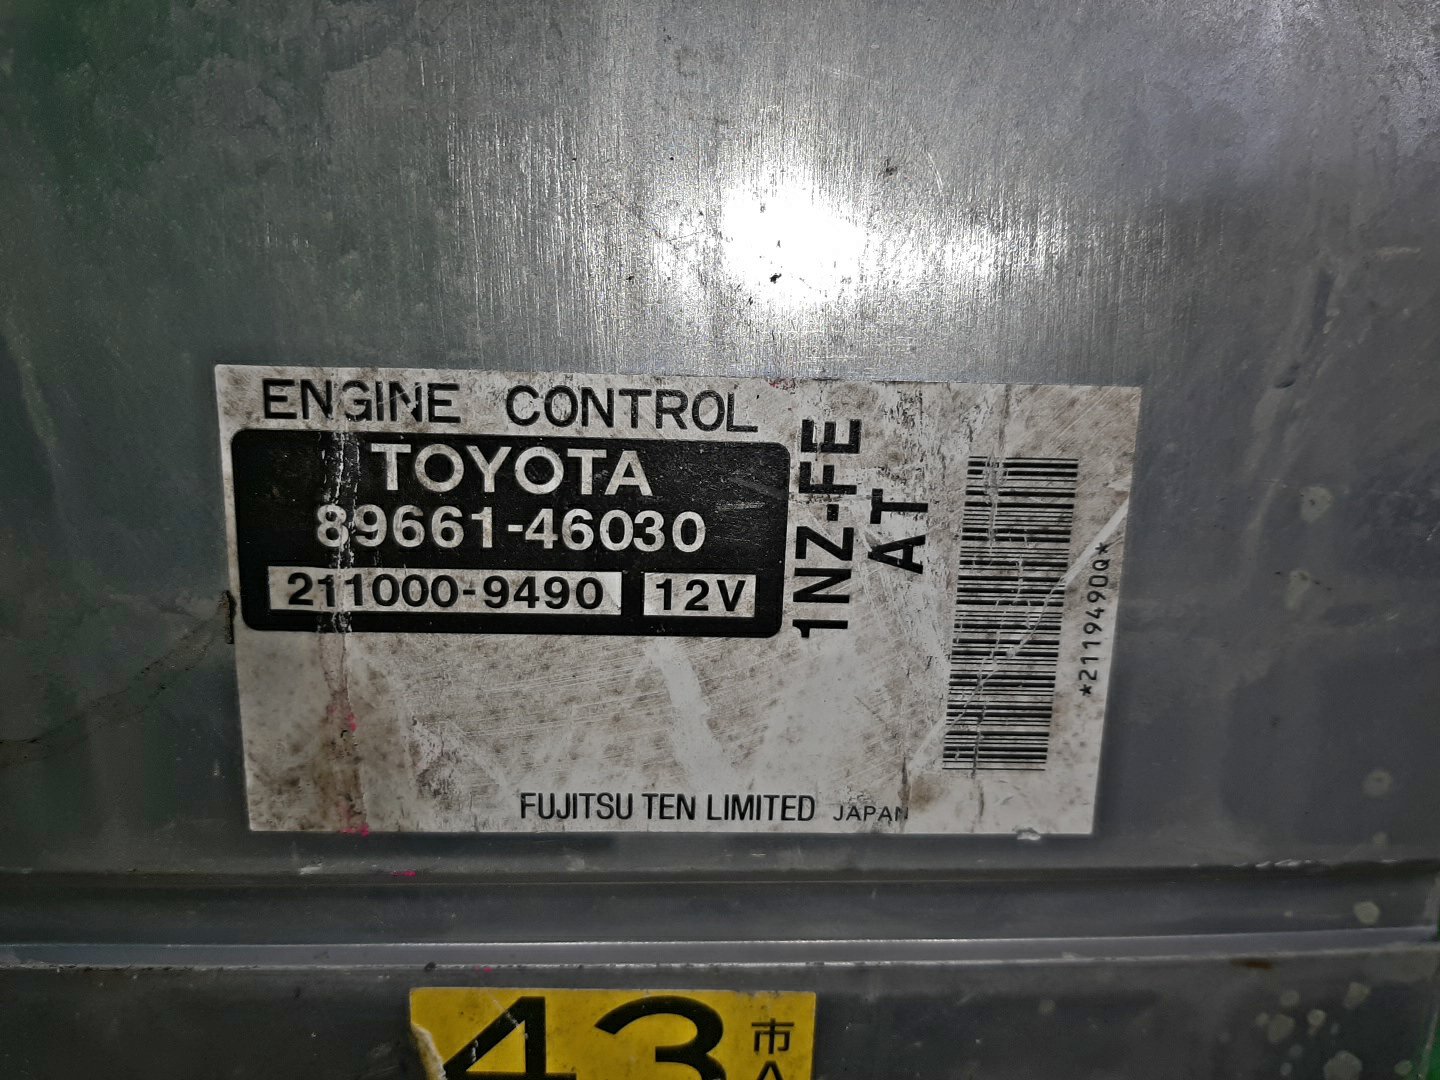 ENGINE CONTROL
TOYOTA
89661-46030
211000-9490 12V
1NZ-FE
AT
*2119490Q*
FUJITSU TEN LIMITED JAPAN
43 市
A